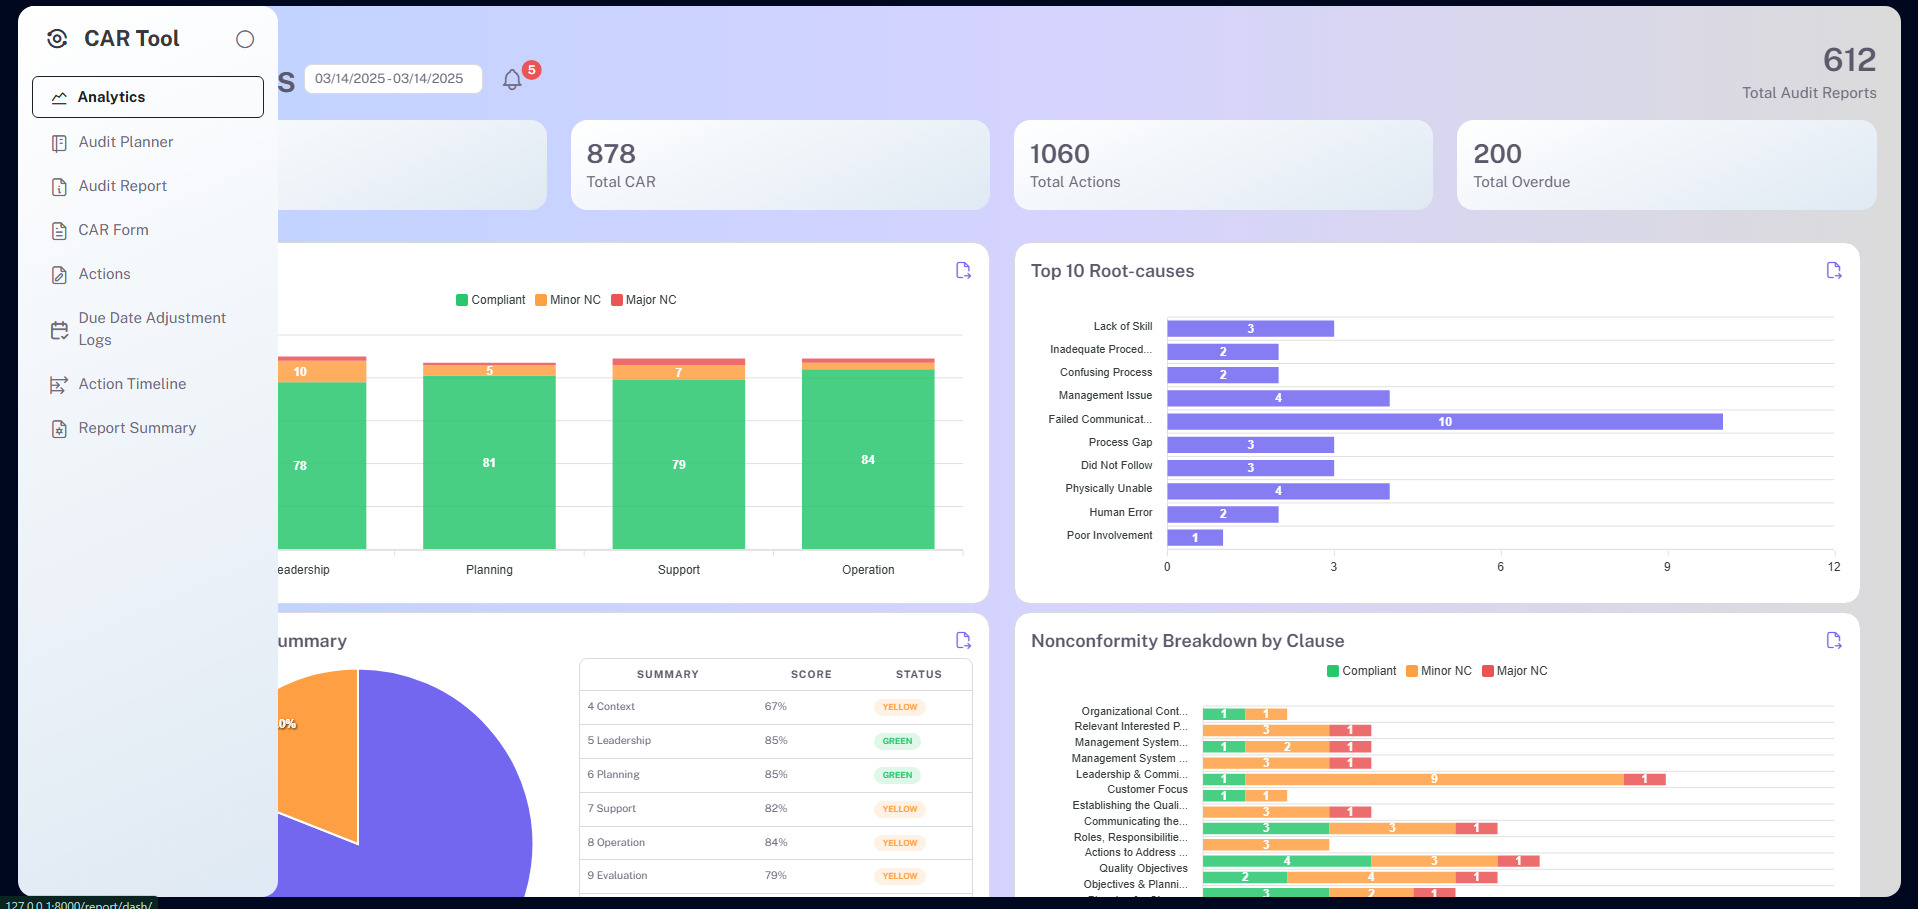 CAR Tool
Analytics
Audit Planner
Audit Report
CAR Form
Actions
Due Date Adjustment
Logs
Action Timeline
Report Summary
s
03/14/2025 - 03/14/2025
5
612
Total Audit Reports
878
Total CAR
1060
Total Actions
200
Total Overdue
Compliant Minor NC Major NC
10 5 7
78 81 79 84
eadership Planning Support Operation
Top 10 Root-causes
Lack of Skill 3
Inadequate Proced... 2
Confusing Process 2
Management Issue 4
Failed Communicat... 10
Process Gap 3
Did Not Follow 3
Physically Unable 4
Human Error 2
Poor Involvement 1
0 3 6 9 12
ummary
0%
SUMMARY SCORE STATUS
4 Context 67% YELLOW
5 Leadership 85% GREEN
6 Planning 85% GREEN
7 Support 82% YELLOW
8 Operation 84% YELLOW
9 Evaluation 79% YELLOW
Nonconformity Breakdown by Clause
Compliant Minor NC Major NC
Organizational Cont... 1 1
Relevant Interested P... 3 1
Management System... 1 2 1
Management System ... 3 1
Leadership & Commi... 1 9 1
Customer Focus 1 1
Establishing the Quali... 3 1
Communicating the... 3 3 1
Roles, Responsibilitie... 3
Actions to Address ... 4 3 1
Quality Objectives 2 4 1
Objectives & Planni... 3 2 1
127.0.0.1:8000/report/dash/